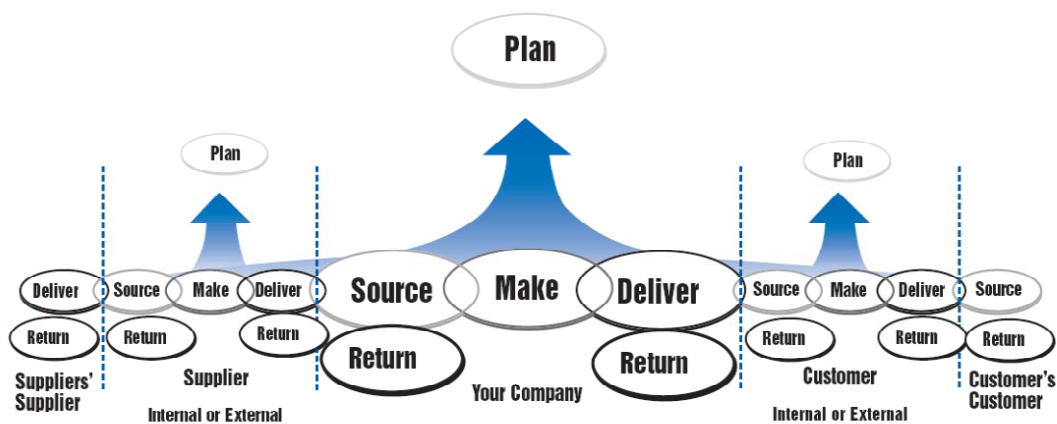 Plan
Plan
Plan
Deliver Source Make Deliver Source Make Deliver Source Make Deliver Source
Return Return Return Return Return Return Return Return
Suppliers' Supplier
Supplier
Internal or External
Your Company
Customer
Internal or External
Customer's Customer